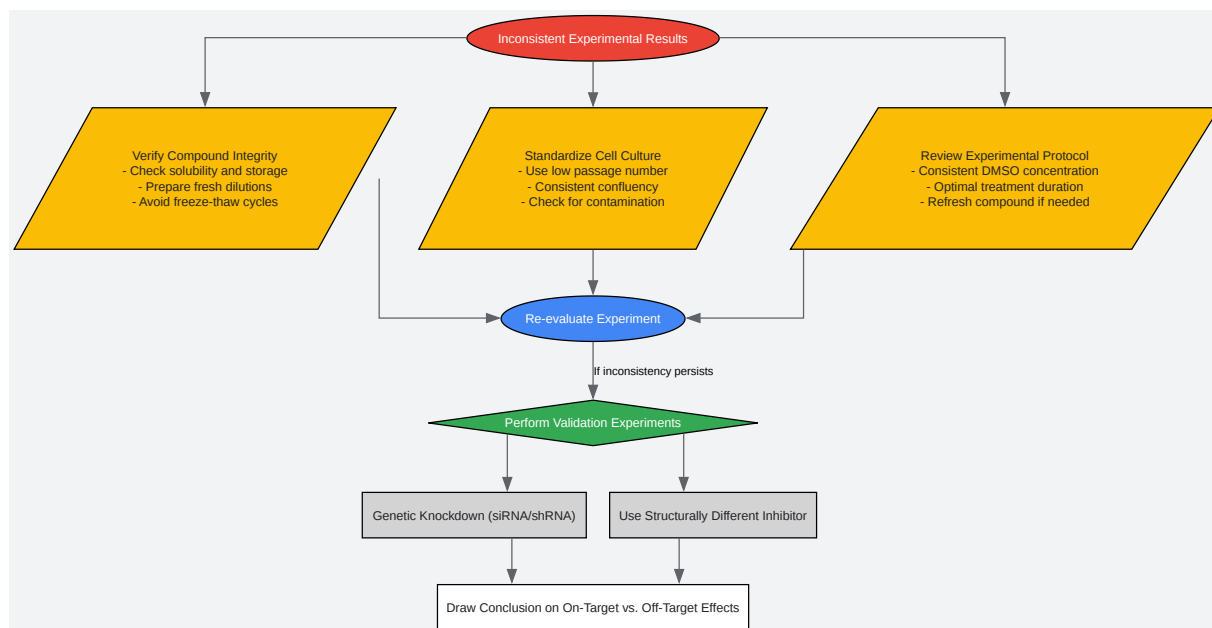 Inconsistent Experimental Results
Verify Compound Integrity
- Check solubility and storage
- Prepare fresh dilutions
- Avoid freeze-thaw cycles
Standardize Cell Culture
- Use low passage number
- Consistent confluency
- Check for contamination
Review Experimental Protocol
- Consistent DMSO concentration
- Optimal treatment duration
- Refresh compound if needed
Re-evaluate Experiment
If inconsistency persists
Perform Validation Experiments
Genetic Knockdown (siRNA/shRNA)
Use Structurally Different Inhibitor
Draw Conclusion on On-Target vs. Off-Target Effects